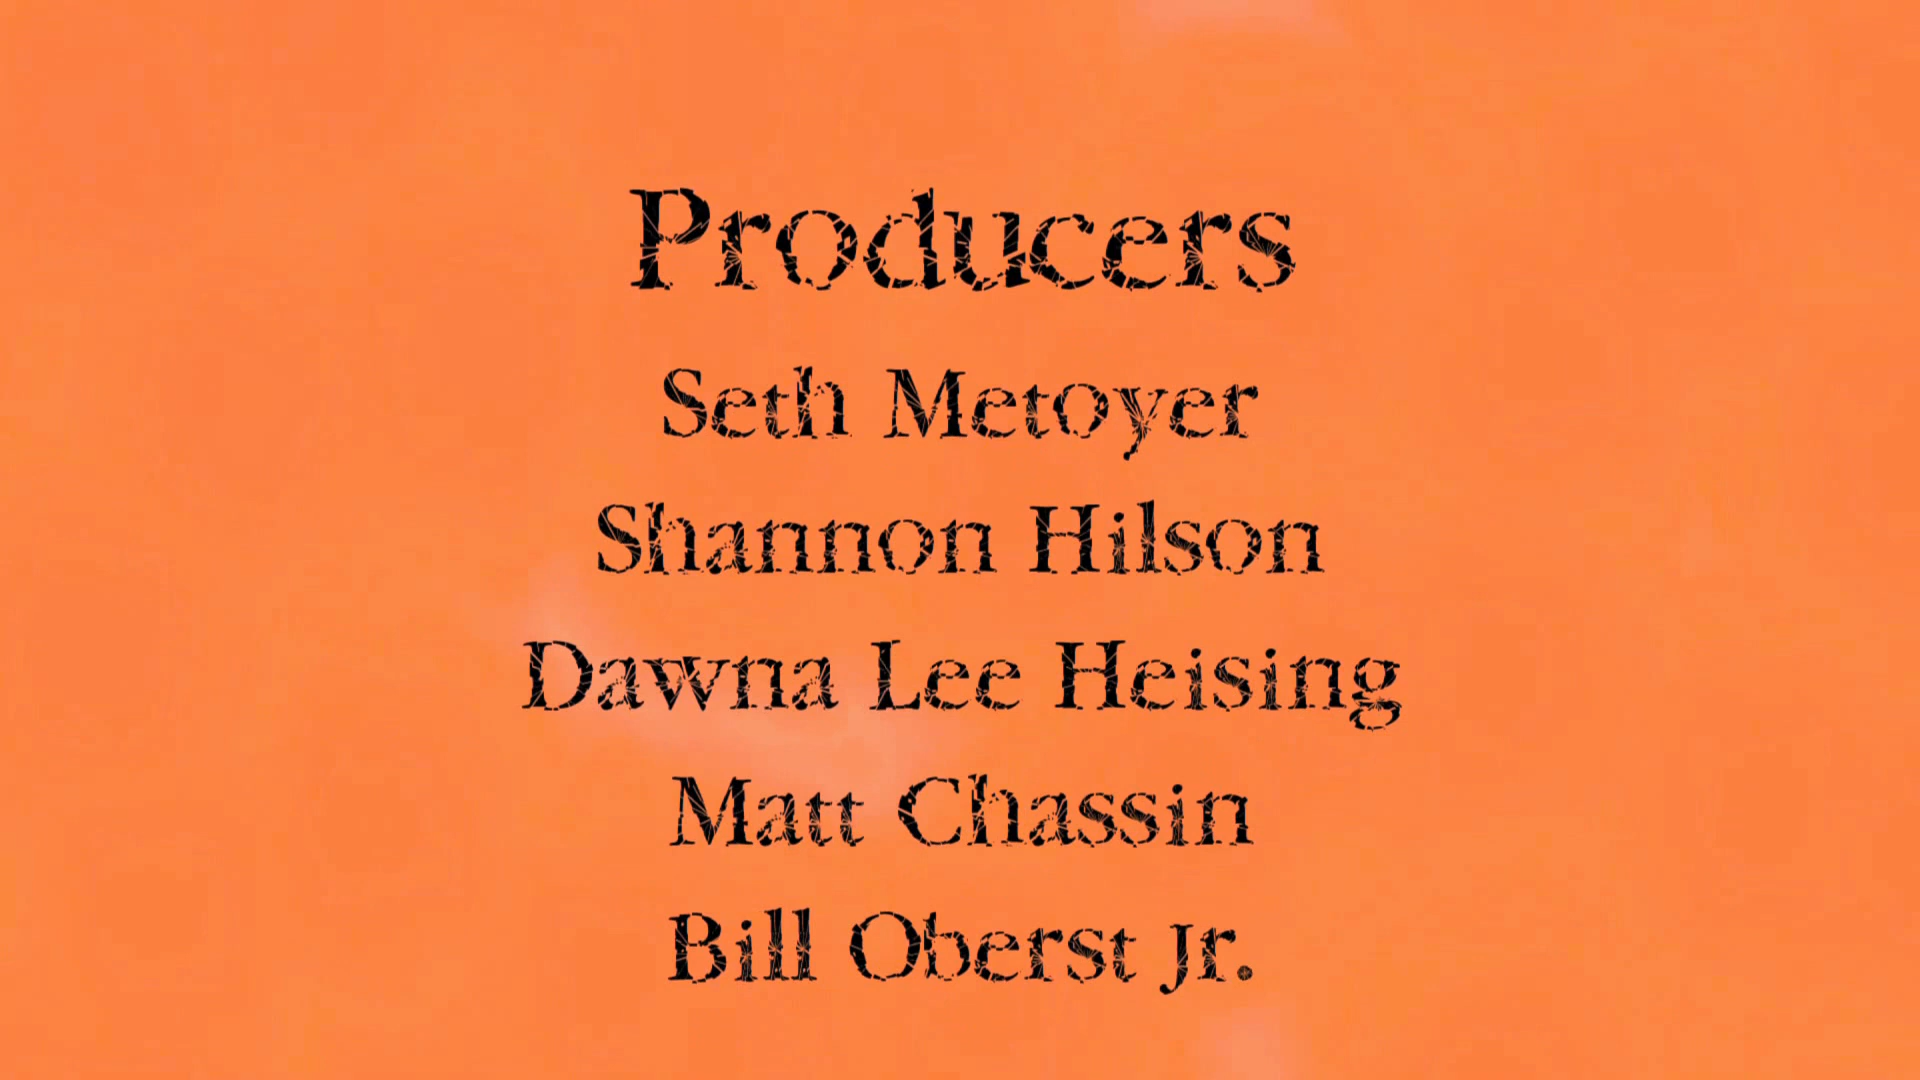 Producers
Seth Metoyer
Shannon Hilson
Dawna Lee Heising
Matt Chassin
Bill Oberst Jr.